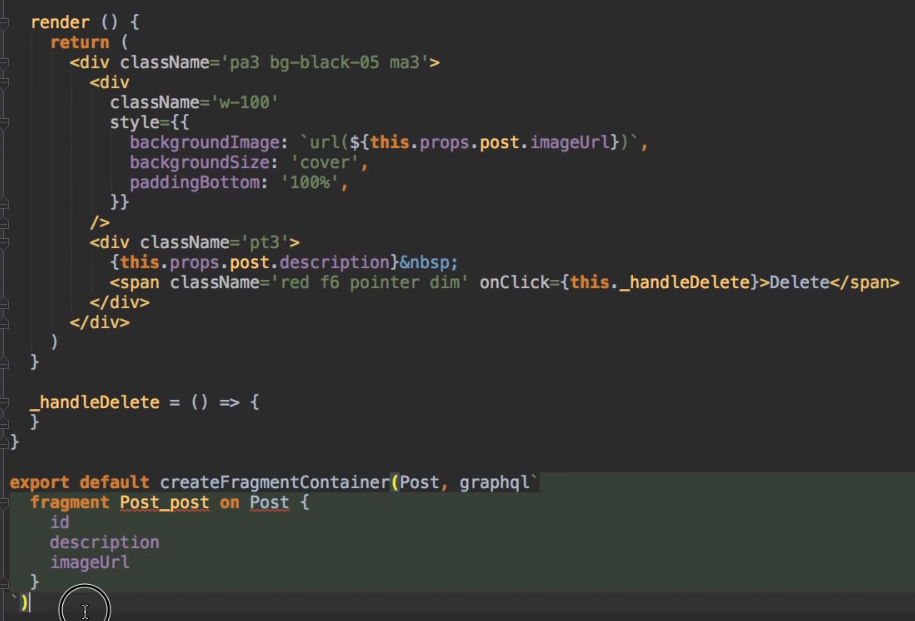 render () {
return (
<div className='pa3 bg-black-05 ma3'>
<div
className='w-100'
style={{
backgroundImage: `url(${this.props.post.imageUrl})`,
backgroundSize: 'cover',
paddingBottom: '100%',
}}
/>
<div className='pt3'>
{this.props.post.description}&nbsp;
<span className='red f6 pointer dim' onClick={this._handleDelete}>Delete</span>
</div>
</div>
)
}
_handleDelete = () => {
}
}
export default createFragmentContainer(Post, graphql`
fragment Post_post on Post {
id
description
imageUrl
}
`)